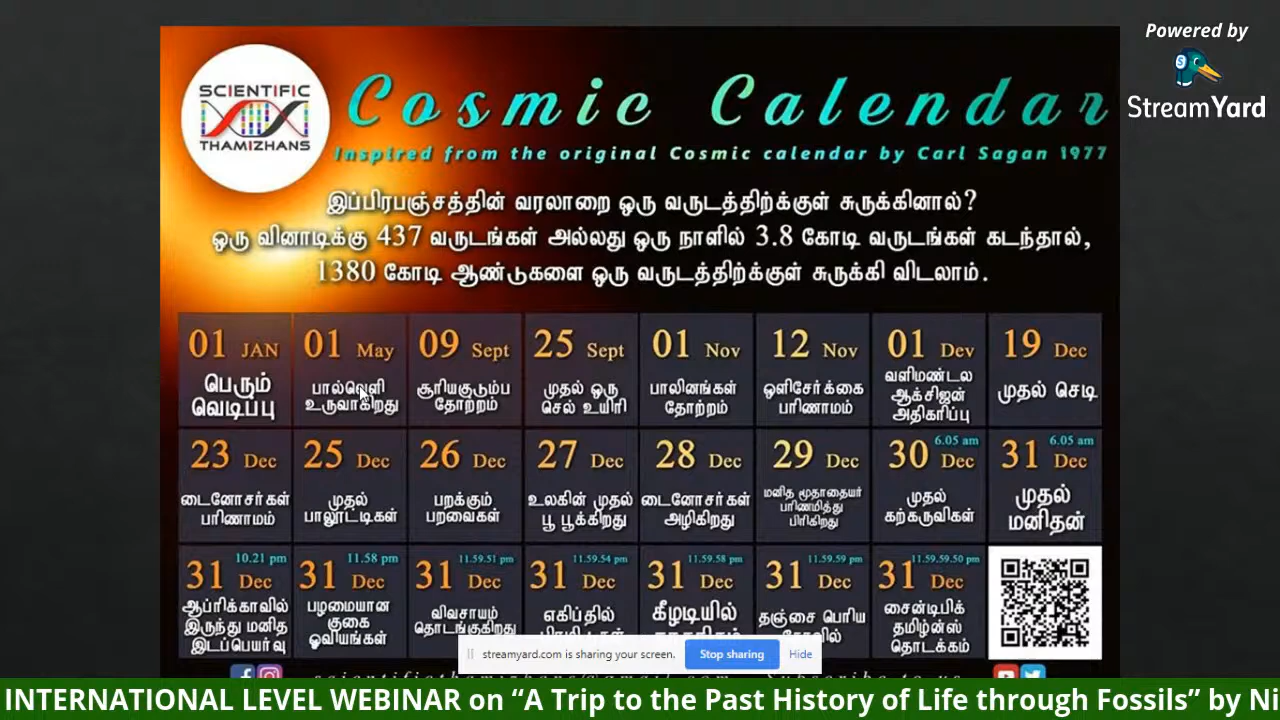 Powered by
StreamYard
SCIENTIFIC
THAMIZHANS
Cosmic Calendar
Inspired from the original Cosmic calendar by Carl Sagan 1977
இப்பிரபஞ்சத்தின் வரலாறை ஒரு வருடத்திற்க்குள் சுருக்கினால்?
ஒரு வினாடிக்கு 437 வருடங்கள் அல்லது ஒரு நாளில் 3.8 கோடி வருடங்கள் கடந்தால்,
1380 கோடி ஆண்டுகளை ஒரு வருடத்திற்க்குள் சுருக்கி விடலாம்.
01 JAN
பெரும்
வெடிப்பு
01 May
பால்வெளி
உருவாகிறது
09 Sept
சூரியகுடும்ப
தோற்றம்
25 Sept
முதல் ஒரு
செல் உயிரி
01 Nov
பாலினங்கள்
தோற்றம்
12 Nov
ஒளிசேர்க்கை
பரிணாமம்
01 Dev
வளிமண்டல
ஆக்சிஜன்
அதிகரிப்பு
19 Dec
முதல் செடி
23 Dec
டைனோசர்கள்
பரிணாமம்
25 Dec
முதல்
பாலூட்டிகள்
26 Dec
பறக்கும்
பறவைகள்
27 Dec
உலகின் முதல்
பூ பூக்கிறது
28 Dec
டைனோசர்கள்
அழிகிறது
29 Dec
மனித மூதாதையர்
பரிணமித்து
பிரிகிறது
6.05 am
30 Dec
முதல்
கற்கருவிகள்
6.05 am
31 Dec
முதல்
மனிதன்
10.21 pm
31 Dec
ஆப்ரிக்காவில்
இருந்து மனித
இடப்பெயர்வு
11.58 pm
31 Dec
பழமையான
குகை
ஓவியங்கள்
11.59.51 pm
31 Dec
விவசாயம்
தொடங்குகிறது
11.59.54 pm
31 Dec
எகிப்தில்
11.59.58 pm
31 Dec
கீழடியில்
11.59.59 pm
31 Dec
தஞ்சை பெரிய
11.59.59.50 pm
31 Dec
சைன்டிபிக்
தமிழ்ன்ஸ்
தொடக்கம்
streamyard.com is sharing your screen. Stop sharing Hide
INTERNATIONAL LEVEL WEBINAR on “A Trip to the Past History of Life through Fossils” by Ni